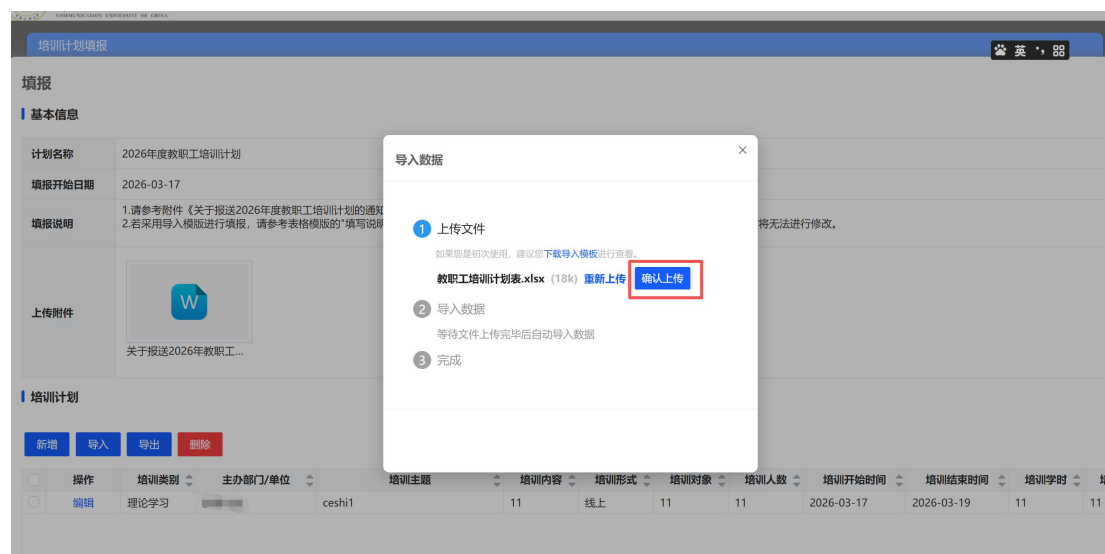 COMMUNICATION UNIVERSITY OF CHINA
培训计划填报
英
填报
基本信息
计划名称 2026年度教职工培训计划
填报开始日期 2026-03-17
填报说明 1.请参考附件《关于报送2026年度教职工培训计划的通知
2.若采用导入模版进行填报，请参考表格模版的"填写说明 将无法进行修改。
导入数据
1 上传文件
如果您是初次使用，建议您下载导入模板进行查看。
教职工培训计划表.xlsx (18k) 重新上传 确认上传
2 导入数据
等待文件上传完毕后自动导入数据
3 完成
上传附件
W
关于报送2026年教职工...
培训计划
新增 导入 导出 删除
操作 培训类别 主办部门/单位 培训主题 培训内容 培训形式 培训对象 培训人数 培训开始时间 培训结束时间 培训学时
编辑 理论学习 ceshi1 11 线上 11 11 2026-03-17 2026-03-19 11 11